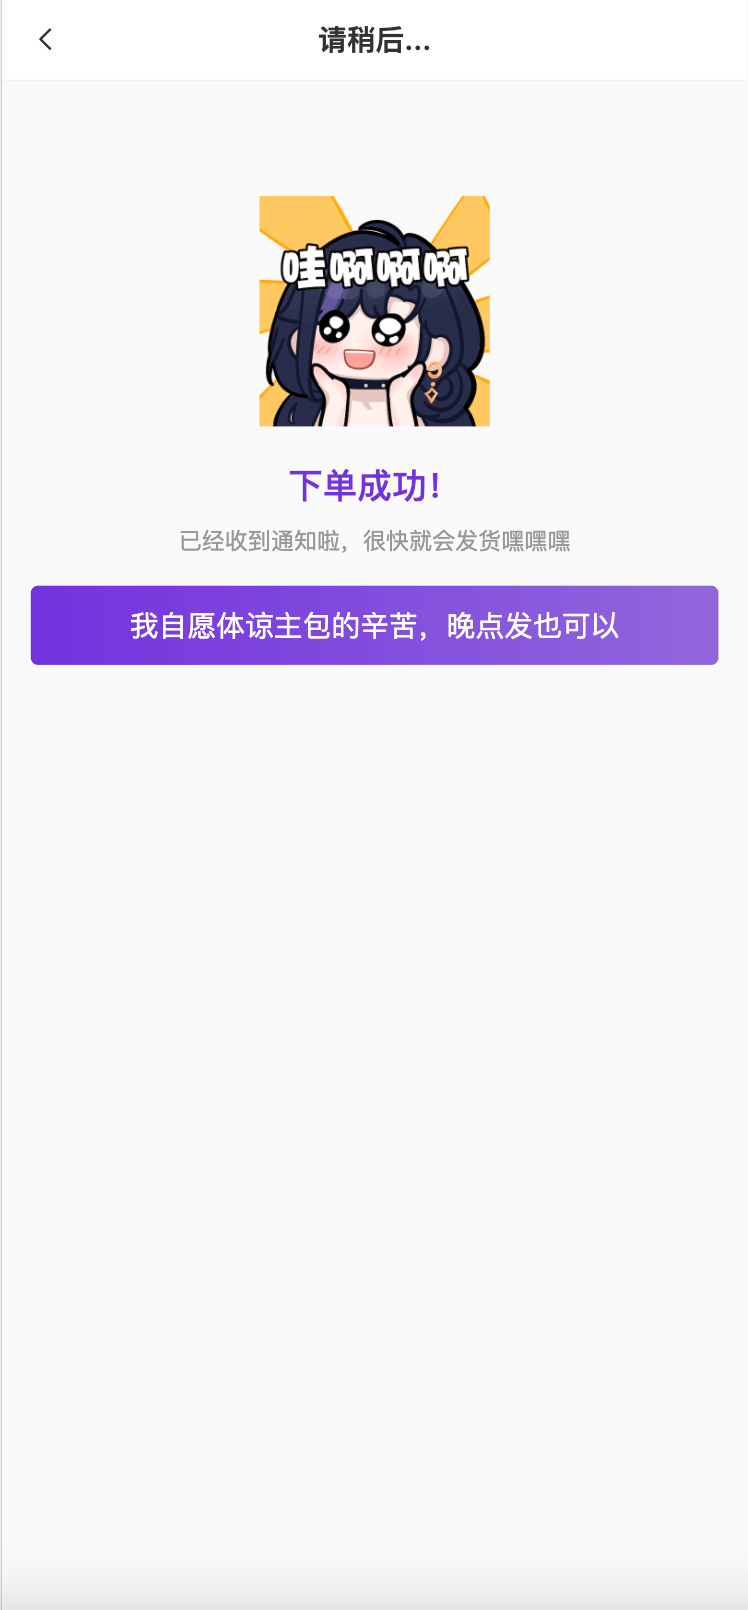 请稍后...
哇啊啊啊
下单成功！
已经收到通知啦，很快就会发货嘿嘿嘿
我自愿体谅主包的辛苦，晚点发也可以